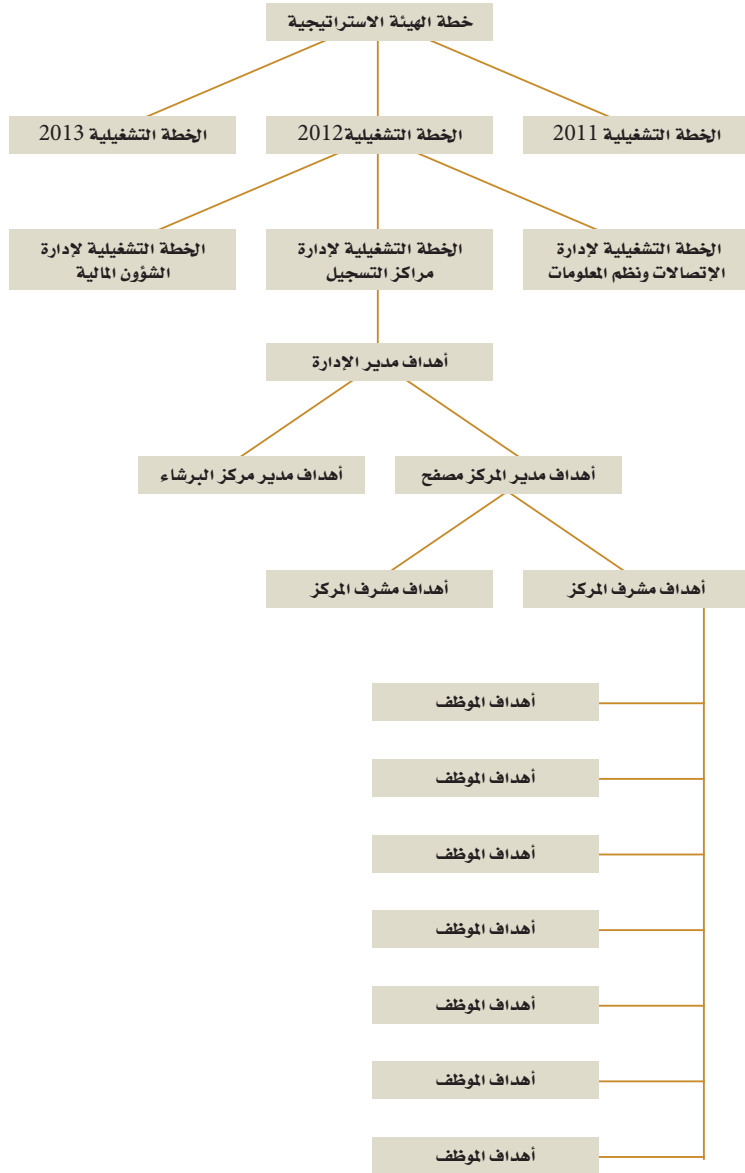 خطة الهيئة الاستراتيجية
الخطة التشغيلية 2011
الخطة التشغيلية2012
الخطة التشغيلية 2013
الخطة التشغيلية لإدارة
الإتصالات ونظم المعلومات
الخطة التشغيلية لإدارة
مراكز التسجيل
الخطة التشغيلية لإدارة
الشؤون المالية
أهداف مدير الإدارة
أهداف مدير المركز مصفح
أهداف مدير مركز البرشاء
أهداف مشرف المركز
أهداف مشرف المركز
أهداف الموظف
أهداف الموظف
أهداف الموظف
أهداف الموظف
أهداف الموظف
أهداف الموظف
أهداف الموظف